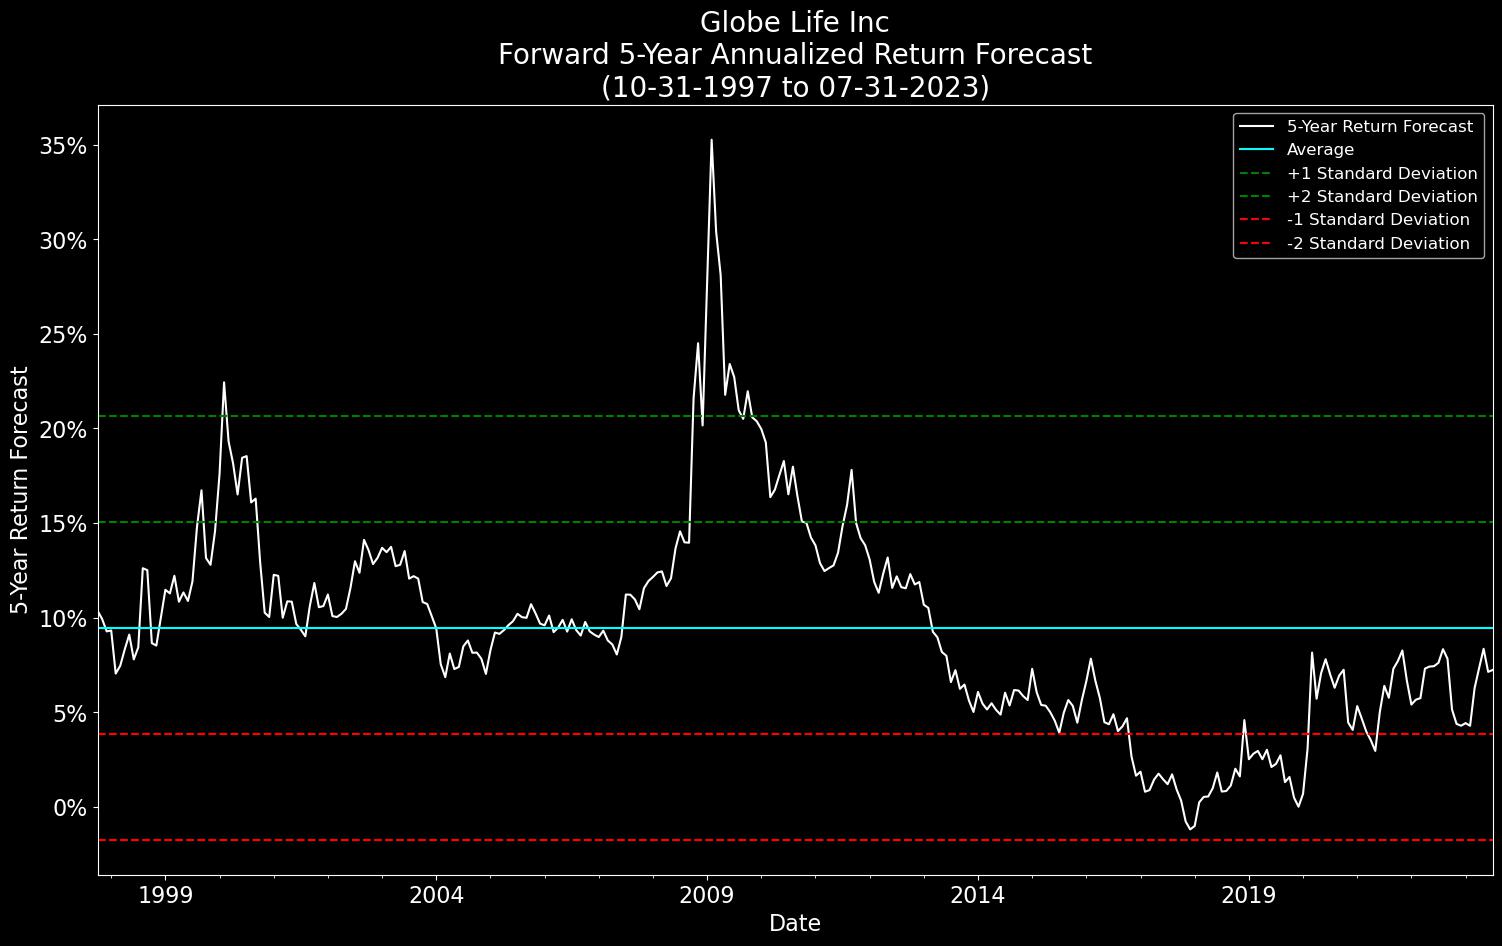 Globe Life Inc
Forward 5-Year Annualized Return Forecast
(10-31-1997 to 07-31-2023)
5-Year Return Forecast
Average
+1 Standard Deviation
+2 Standard Deviation
-1 Standard Deviation
-2 Standard Deviation
35%
30%
25%
20%
15%
10%
5%
0%
5-Year Return Forecast
1999
2004
2009
2014
2019
Date